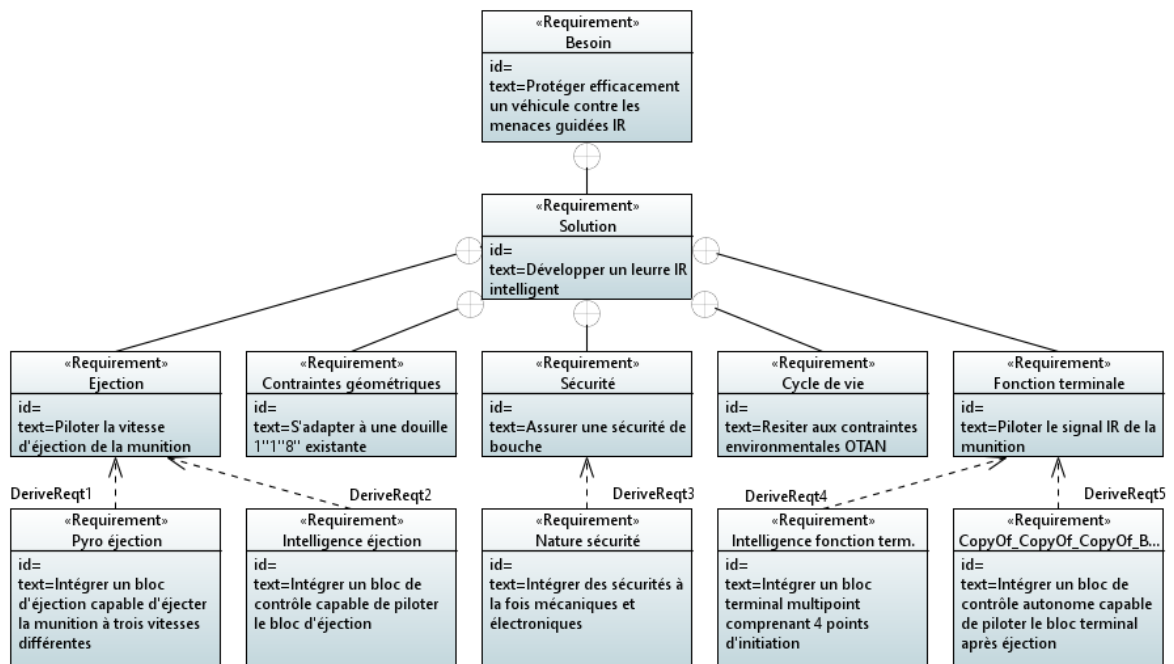 «Requirement»
Besoin
id=
text=Protéger efficacement
un véhicule contre les
menaces guidées IR
«Requirement»
Solution
id=
text=Développer un leurre IR
intelligent
«Requirement»
Ejection
id=
text=Piloter la vitesse
d'éjection de la munition
«Requirement»
Contraintes géométriques
id=
text=S'adapter à une douille
1"1"8" existante
«Requirement»
Sécurité
id=
text=Assurer une sécurité de
bouche
«Requirement»
Cycle de vie
id=
text=Resiter aux contraintes
environmentales OTAN
«Requirement»
Fonction terminale
id=
text=Piloter le signal IR de la
munition
DeriveReqt1
DeriveReqt2
DeriveReqt3
DeriveReqt4
DeriveReqt5
«Requirement»
Pyro éjection
id=
text=Intégrer un bloc
d'éjection capable d'éjecter
la munition à trois vitesses
différentes
«Requirement»
Intelligence éjection
id=
text=Intégrer un bloc de
contrôle capable de piloter
le bloc d'éjection
«Requirement»
Nature sécurité
id=
text=Intégrer des sécurités à
la fois mécaniques et
électroniques
«Requirement»
Intelligence fonction term.
id=
text=Intégrer un bloc
terminal multipoint
comprenant 4 points
d'initiation
«Requirement»
CopyOf_CopyOf_CopyOf_B...
id=
text=Intégrer un bloc de
contrôle autonome capable
de piloter le bloc terminal
après éjection